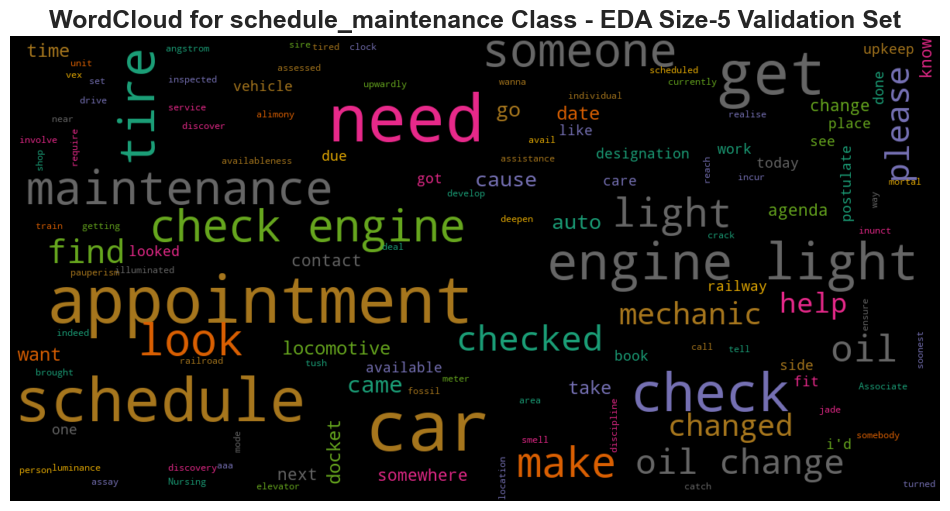 WordCloud for schedule_maintenance Class - EDA Size-5 Validation Set
time
angstrom
sire
tired
clock
someone
get
upkeep
know
unit
vex
set
tire
inspected
assessed
vehicle
upwardly
need
wanna
go
individual
scheduled
currently
realise
date
change
place
done
please
drive
near
service
discover
alimony
like
avail
involve
require
shop
availableness
due
assistance
designation
work
see
today
postulate
mortal
maintenance
got
cause
care
reach
incur
way
develop
train
getting
check engine
deepen
auto
light
agenda
inunct
find
looked
deal
crack
contact
engine light
pauperism
illuminated
appointment
railway
mechanic
help
ensure
indeed
look
locomotive
checked
book
call
tell
oil
soonest
want
railroad
tush
available
side
brought
came
fossil
meter
take
check
fit
Associate
schedule
car
area
discipline
jade
one
mode
docket
smell
changed
i'd
somebody
person
luminance
discovery
aaa
next
somewhere
make
oil change
assay
Nursing
elevator
location
catch
turned